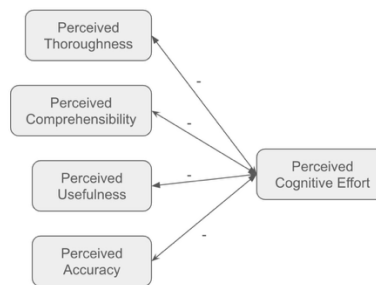 Perceived
Thoroughness
-
Perceived
Comprehensibility
-
Perceived
Usefulness
-
Perceived
Cognitive Effort
Perceived
Accuracy
-